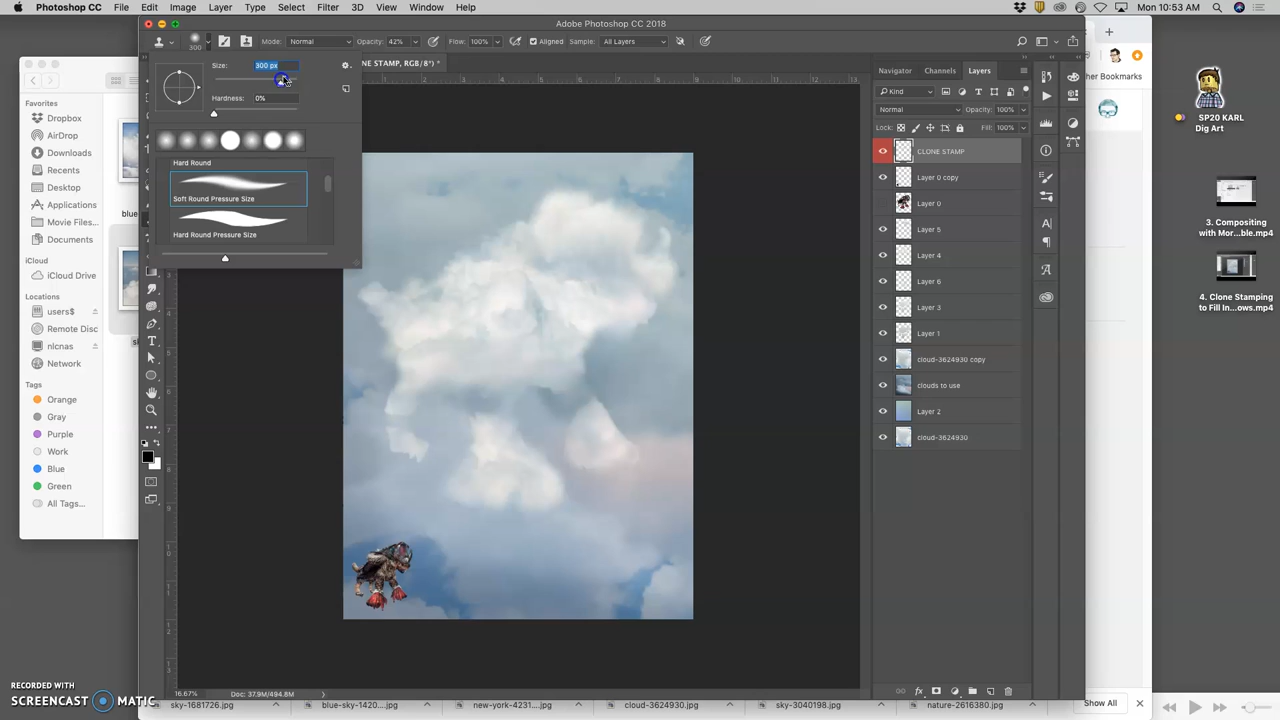 Photoshop CC File Edit Image Layer Type Select Filter 3D View Window Help Mon 10:53 AM
Adobe Photoshop CC 2018
300 Mode: Normal Opacity: 42% Flow: 100% Aligned Sample: All Layers
ENE STAMP, RGB/8*) *
Size: 300 px
Hardness: 0%
Hard Round
Soft Round Pressure Size
Hard Round Pressure Size
Favorites
Dropbox
AirDrop
Downloads
Recents
Desktop
Applications
Movie Files...
Documents
iCloud
iCloud Drive
Locations
users$
Remote Disc
nlcnas
Network
Tags
Orange
Gray
Purple
Work
Blue
Green
All Tags...
blu
Navigator Channels Layers
Kind
Normal Opacity: 100%
Lock: Fill: 100%
CLONE STAMP
Layer 0 copy
Layer 0
Layer 5
Layer 4
Layer 6
Layer 3
Layer 1
cloud-3624930 copy
clouds to use
Layer 2
cloud-3624930
her Bookmarks
SP20 KARL
Dig Art
3. Compositing
with Mor...ble.mp4
4. Clone Stamping
to Fill In...ows.mp4
16.67% Doc: 37.9M/494.8M
sky-1681726.jpg blue-sky-1420....jpg new-york-4231....jpg cloud-3624930.jpg sky-3040198.jpg nature-2616380.jpg Show All
RECORDED WITH
SCREENCAST MATIC